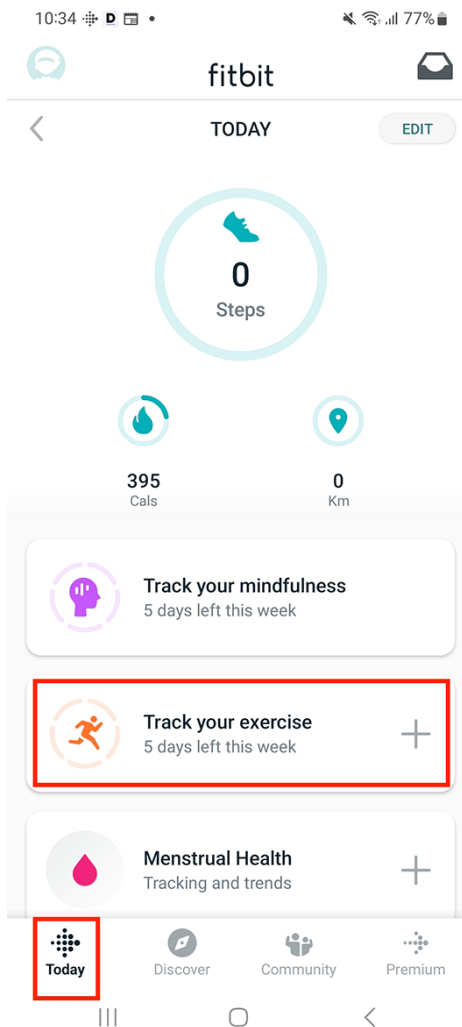 10:34 D 77%
fitbit
TODAY
EDIT
0
Steps
395
Cals
0
Km
Track your mindfulness
5 days left this week
Track your exercise
5 days left this week
Menstrual Health
Tracking and trends
Today
Discover
Community
Premium